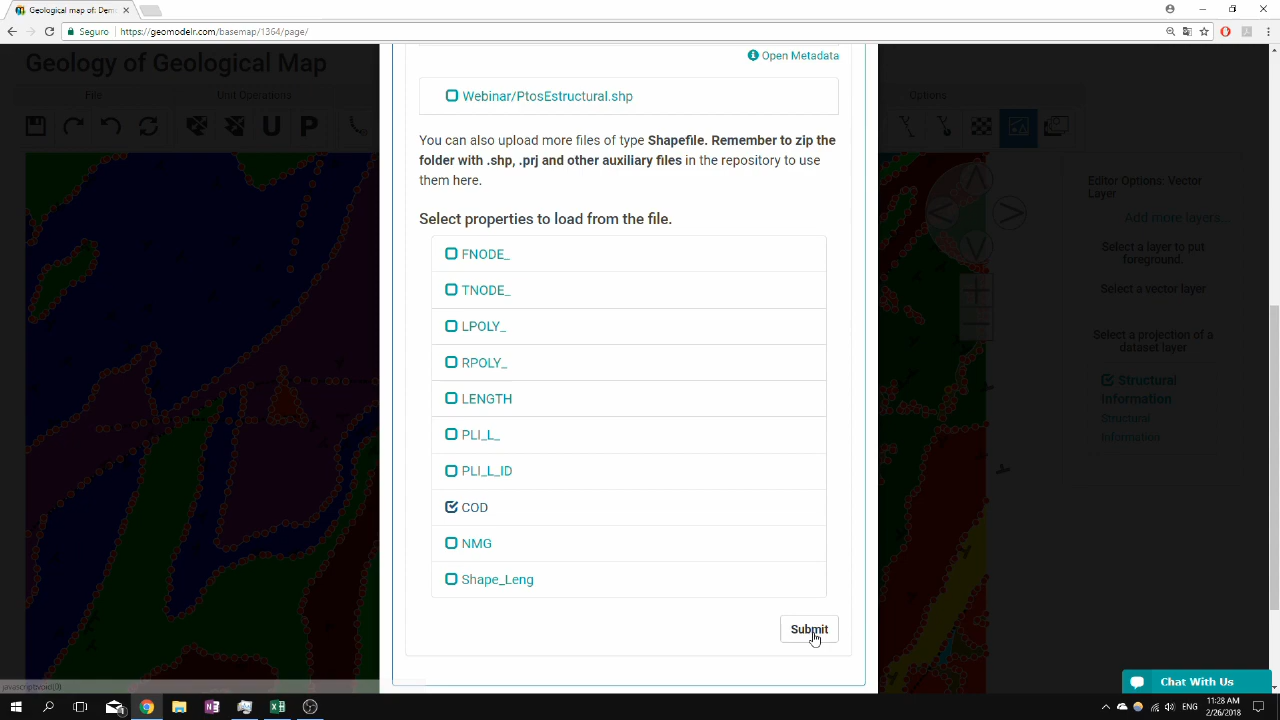 Geological map of: Dem
Seguro
https://geomodelr.com/basemap/1364/page/
Geology of Geological Map
Open Metadata
File
Unit Operations
Options
U
P
Webinar/PtosEstructural.shp
You can also upload more files of type Shapefile. Remember to zip the
folder with .shp, .prj and other auxiliary files in the repository to use
them here.
Select properties to load from the file.
FNODE_
TNODE_
LPOLY_
RPOLY_
LENGTH
PLI_L_
PLI_L_ID
COD
NMG
Shape_Leng
Submit
Editor Options: Vector
Layer
Add more layers...
Select a layer to put
foreground.
Select a vector layer
Select a projection of a
dataset layer
Structural
Information
Structural
Information
javascript:void(0)
Chat With Us
ENG
11:28 AM
2/26/2018